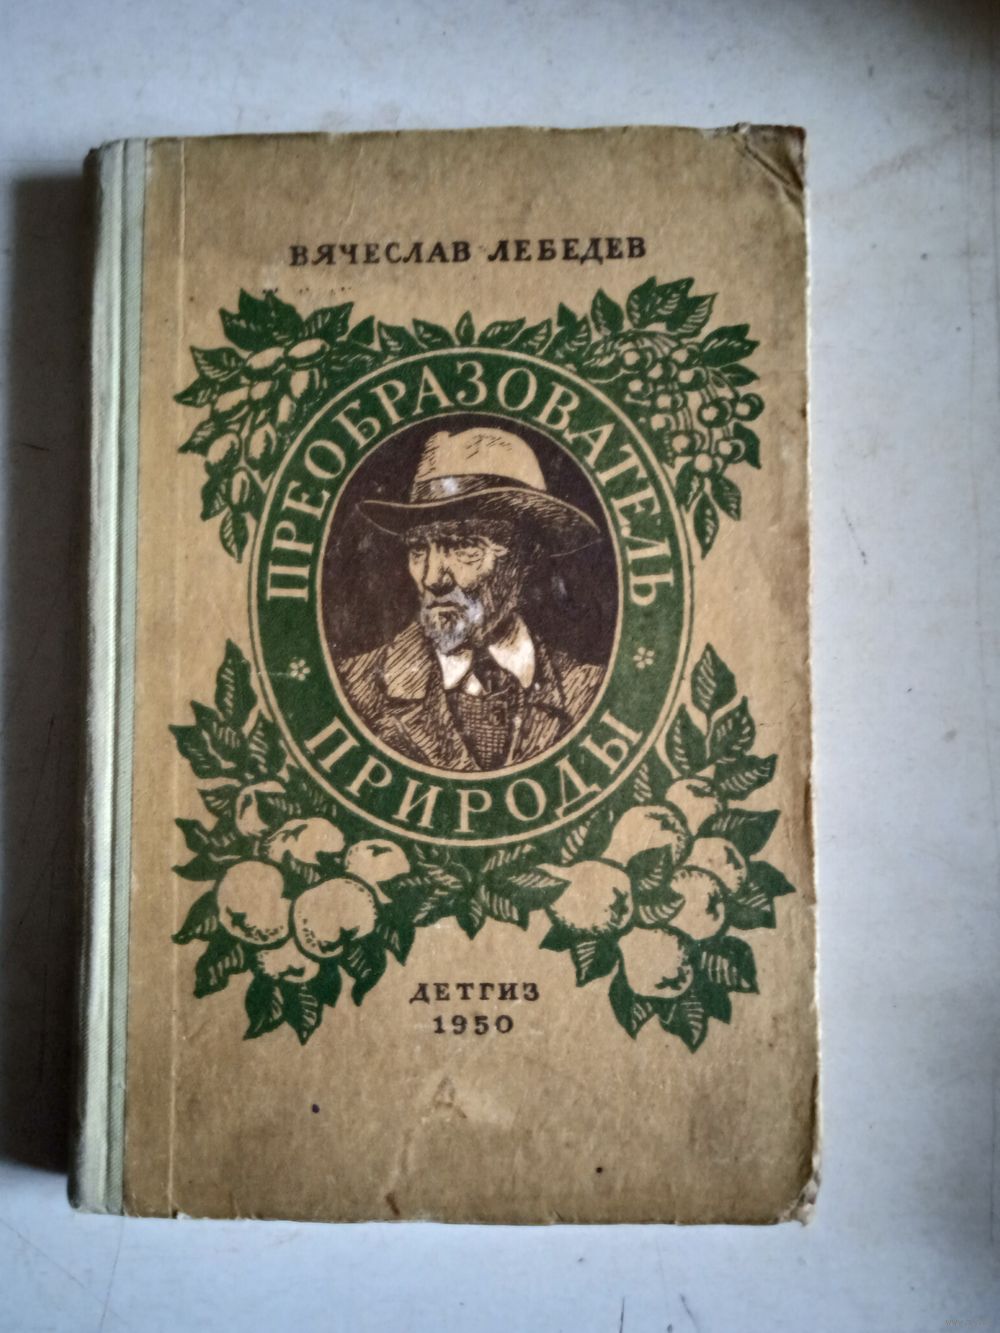 ВЯЧЕСЛАВ ЛЕБЕДЕВ
ПРЕОБРАЗОВАТЕЛЬ
ПРИРОДЫ
ДЕТГИЗ
1950